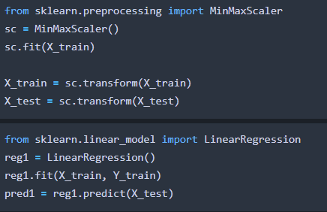 from sklearn.preprocessing import MinMaxScaler
sc = MinMaxScaler()
sc.fit(X_train)
X_train = sc.transform(X_train)
X_test = sc.transform(X_test)
from sklearn.linear_model import LinearRegression
reg1 = LinearRegression()
reg1.fit(X_train, Y_train)
pred1 = reg1.predict(X_test)